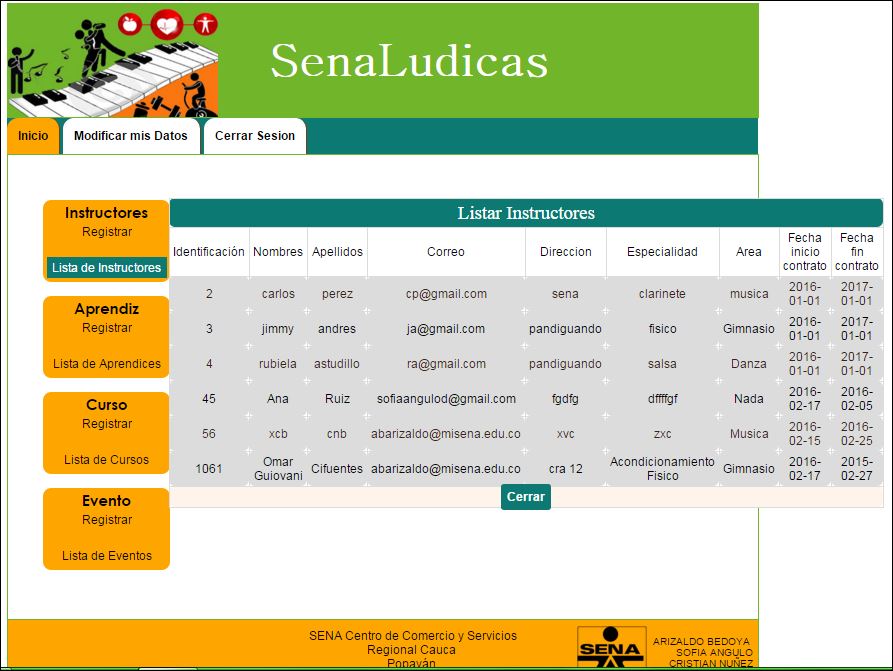 SenaLudicas
Inicio Modificar mis Datos Cerrar Sesion
Instructores
Registrar
Lista de Instructores
Aprendiz
Registrar
Lista de Aprendices
Curso
Registrar
Lista de Cursos
Evento
Registrar
Lista de Eventos
Listar Instructores
Identificación Nombres Apellidos Correo Direccion Especialidad Area Fecha inicio contrato Fecha fin contrato
2 carlos perez cp@gmail.com sena clarinete musica 2016-01-01 2017-01-01
3 jimmy andres ja@gmail.com pandiguando fisico Gimnasio 2016-01-01 2017-01-01
4 rubiela astudillo ra@gmail.com pandiguando salsa Danza 2016-01-01 2017-01-01
45 Ana Ruiz sofiaangulod@gmail.com fgdfg dffffgf Nada 2016-02-17 2016-02-05
56 xcb cnb abarizaldo@misena.edu.co xvc zxc Musica 2016-02-15 2016-02-25
1061 Omar Guiovani Cifuentes abarizaldo@misena.edu.co cra 12 Acondicionamiento Fisico Gimnasio 2016-02-17 2015-02-27
Cerrar
SENA Centro de Comercio y Servicios
Regional Cauca
Popayán
SENA
ARIZALDO BEDOYA
SOFIA ANGULO
CRISTIAN NUÑEZ